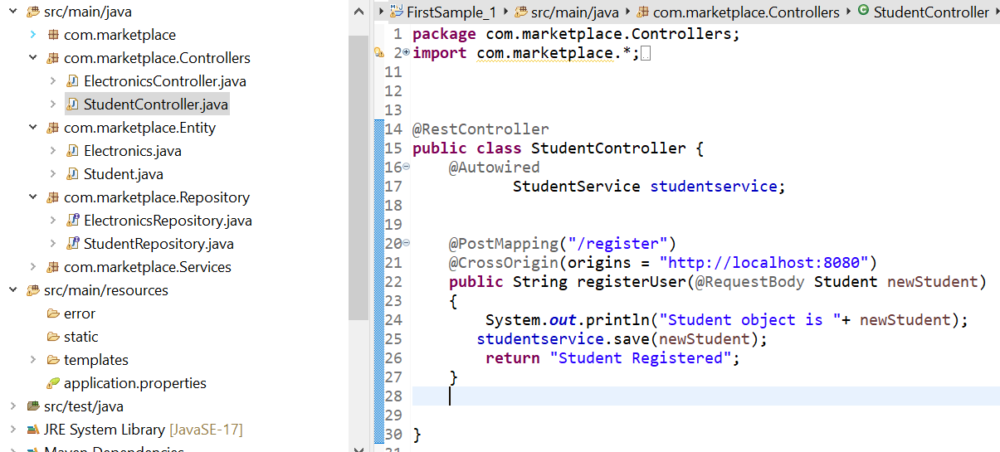 src/main/java
com.marketplace
com.marketplace.Controllers
ElectronicsController.java
StudentController.java
com.marketplace.Entity
Electronics.java
Student.java
com.marketplace.Repository
ElectronicsRepository.java
StudentRepository.java
com.marketplace.Services
src/main/resources
error
static
templates
application.properties
src/test/java
JRE System Library [JavaSE-17]
Maven Dependencies
FirstSample_1 src/main/java com.marketplace.Controllers StudentController
1 package com.marketplace.Controllers;
2 import com.marketplace.*;
11
12
13
14 @RestController
15 public class StudentController {
16 @Autowired
17 StudentService studentservice;
18
19
20 @PostMapping("/register")
21 @CrossOrigin(origins = "http://localhost:8080")
22 public String registerUser(@RequestBody Student newStudent)
23 {
24 System.out.println("Student object is "+ newStudent);
25 studentservice.save(newStudent);
26 return "Student Registered";
27 }
28
29
30 }
31